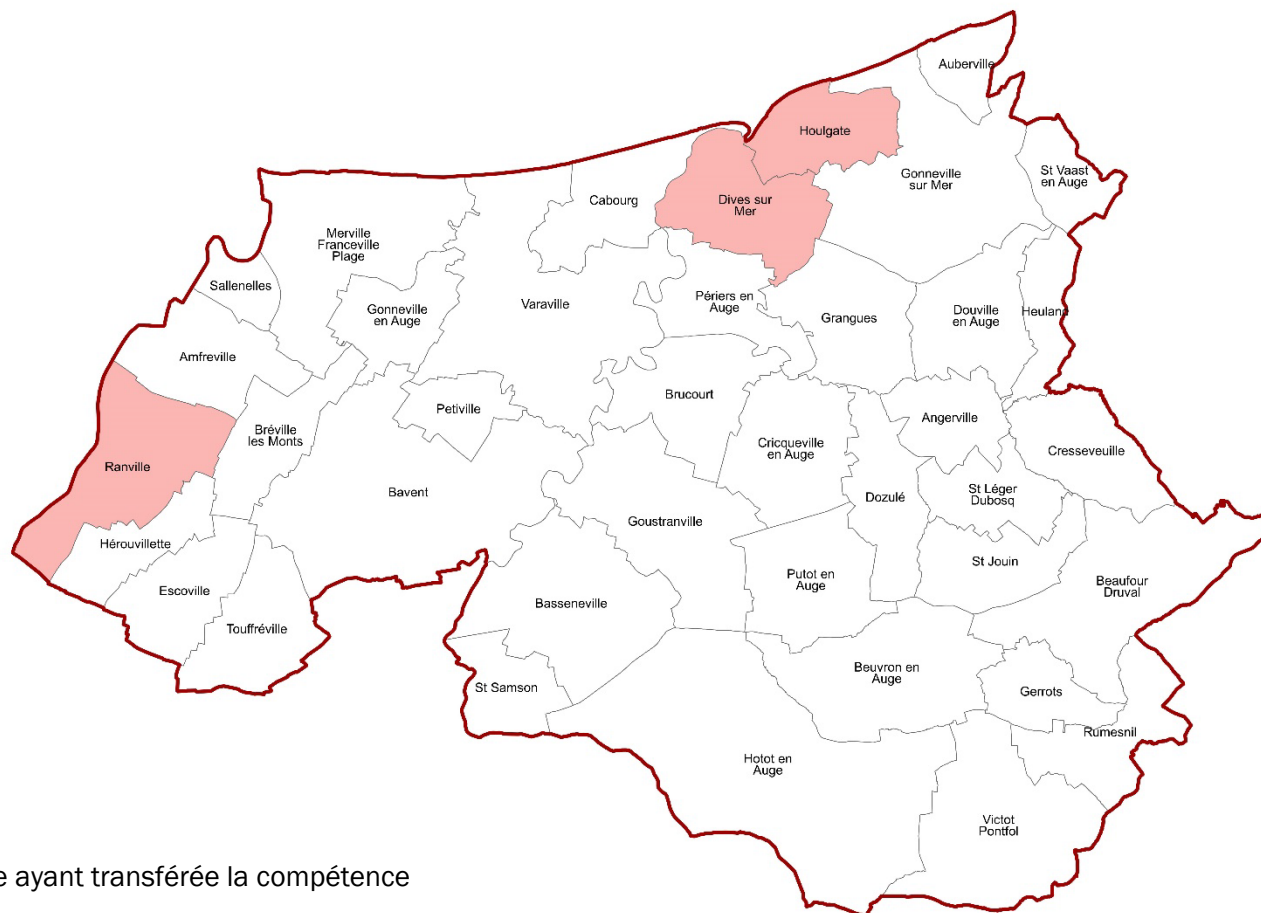 Auberville
Houlgate
St Vaast
en Auge
Gonneville
sur Mer
Cabourg
Dives sur
Mer
Merville
Franceville
Plage
Sallenelles
Gonneville
en Auge
Varaville
Périers en
Auge
Grangues
Douville
en Auge
Heuland
Amfreville
Brucourt
Petiville
Angerville
Bréville
les Monts
Cricqueville
en Auge
Cresseveuille
Ranville
Bavent
Dozulé
St Léger
Dubosq
Goustranville
Hérouvillette
St Jouin
Putot en
Auge
Beaufour
Druval
Escoville
Basseneville
Touffréville
Beuvron en
Auge
St Samson
Gerrots
Rumesnil
Hotot en
Auge
Victot
Pontfol
e ayant transférée la compétence